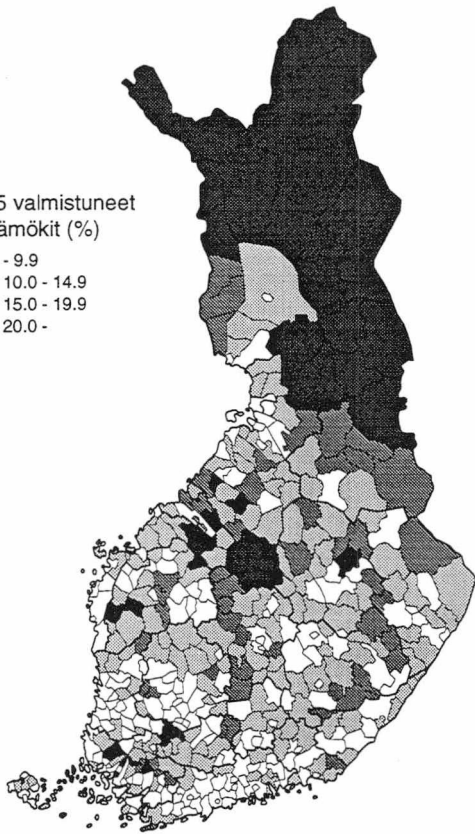 5 valmistuneet
ämökit (%)
- 9.9
10.0 - 14.9
15.0 - 19.9
20.0 -